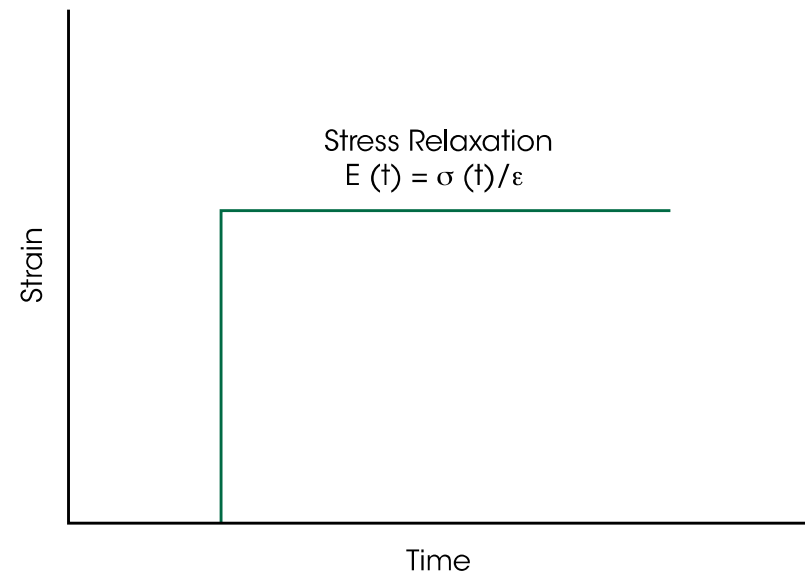 Stress Relaxation
E (t) = σ (t)/ε
Strain
Time